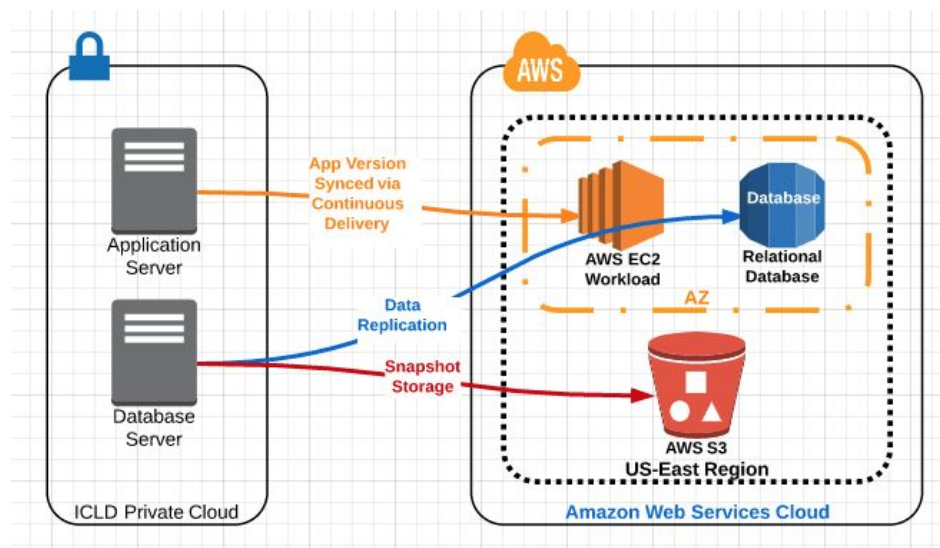 AWS
App Version
Synced via
Continuous
Delivery
Application
Server
Database
AWS EC2
Workload
Relational
Database
AZ
Data
Replication
Snapshot
Storage
Database
Server
AWS S3
US-East Region
ICLD Private Cloud
Amazon Web Services Cloud